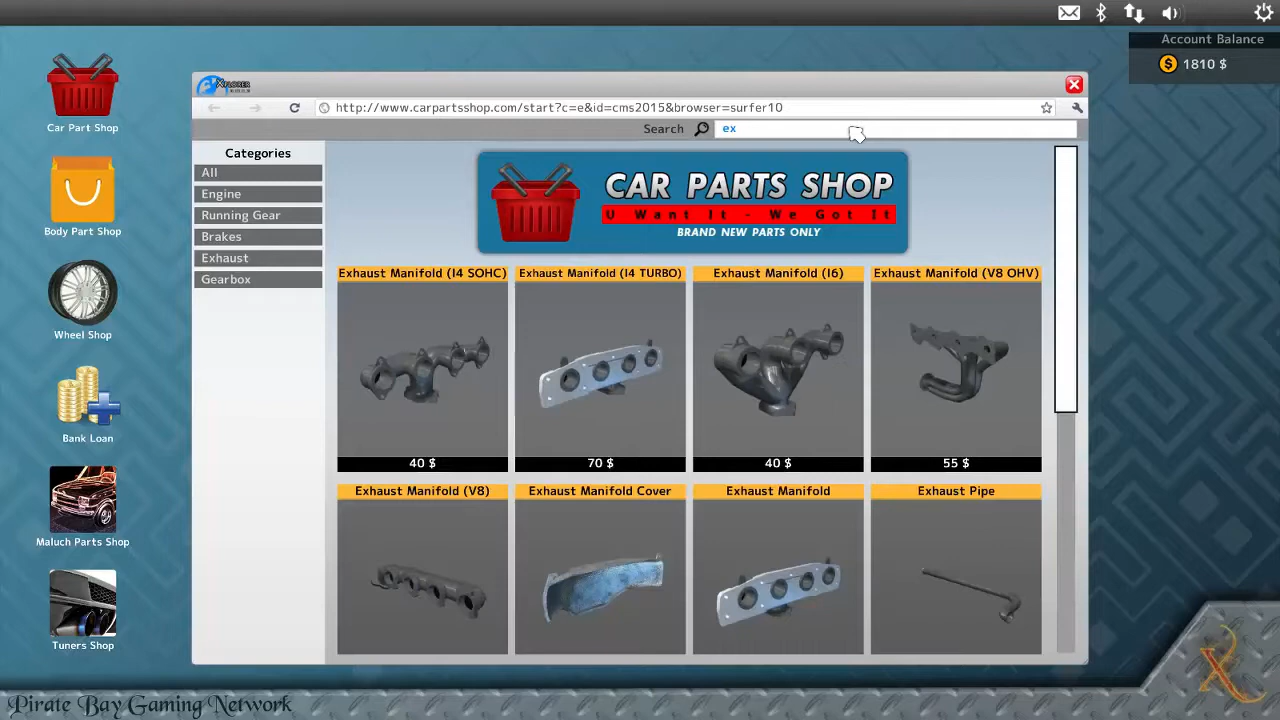 Account Balance
$ 1810 $
XPLORER
http://www.carpartsshop.com/start?c=e&id=cms2015&browser=surfer10
Search ex
Categories
All
Engine
Running Gear
Brakes
Exhaust
Gearbox
CAR PARTS SHOP
U Want It - We Got It
BRAND NEW PARTS ONLY
Exhaust Manifold (I4 SOHC)
40 $
Exhaust Manifold (I4 TURBO)
70 $
Exhaust Manifold (I6)
40 $
Exhaust Manifold (V8 OHV)
55 $
Exhaust Manifold (V8)
Exhaust Manifold Cover
Exhaust Manifold
Exhaust Pipe
Car Part Shop
Body Part Shop
Wheel Shop
Bank Loan
Maluch Parts Shop
Tuners Shop
Pirate Bay Gaming Network